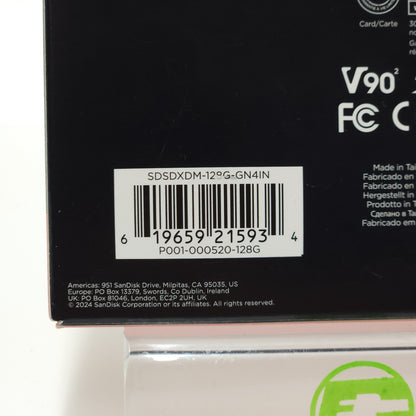 Card/Carte
V90²
FC C
Made in Tai
Fabricado en
Fabriqué en
Hergestellt in
Prodotto in T
Сделано в Та
Fabricado em
SDSDXDM-128G-GN4IN
6 19659 21593 4
P001-000520-128G
Americas: 951 SanDisk Drive, Milpitas, CA 95035, US
Europe: PO Box 13379, Swords, Co Dublin, Ireland
UK: PO Box 81046, London, EC2P 2UH, UK
© 2024 SanDisk Corporation or its affiliates. All rights reserved.